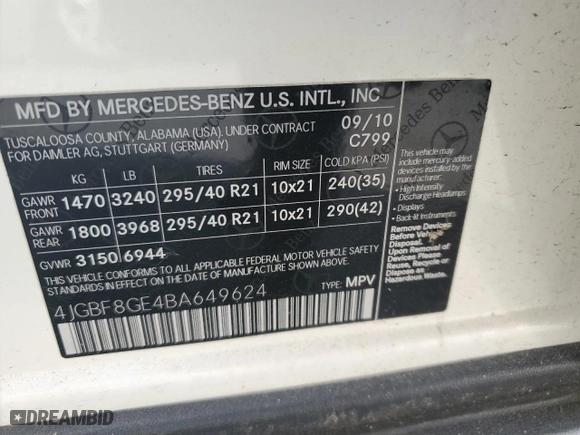 MFD BY MERCEDES-BENZ U.S. INTL., INC
TUSCALOOSA COUNTY, ALABAMA (USA). UNDER CONTRACT
FOR DAIMLER AG, STUTTGART (GERMANY)
09/10
C799
KG LB TIRES RIM SIZE COLD KPA (PSI)
GAWR FRONT 1470 3240 295/40 R21 10x21 240(35)
GAWR REAR 1800 3968 295/40 R21 10x21 290(42)
GVWR 3150 6944
THIS VEHICLE CONFORMS TO ALL APPLICABLE FEDERAL MOTOR VEHICLE SAFETY
STANDARDS IN EFFECT ON THE DATE OF MANUFACTURE SHOWN ABOVE.
4JGBF8GE4BA649624
TYPE: MPV
This vehicle may
include mercury-added
devices installed by the
manufacturer:
• High Intensity
Discharge Headlamps
• Displays
• Back-lit Instruments
Remove Devices
Before Vehicle
Disposal.
Upon Removal of
Devices Please
Reuse, Recycle
or Dispose as
Hazardous Waste.
Mercedes Benz
DREAMBID